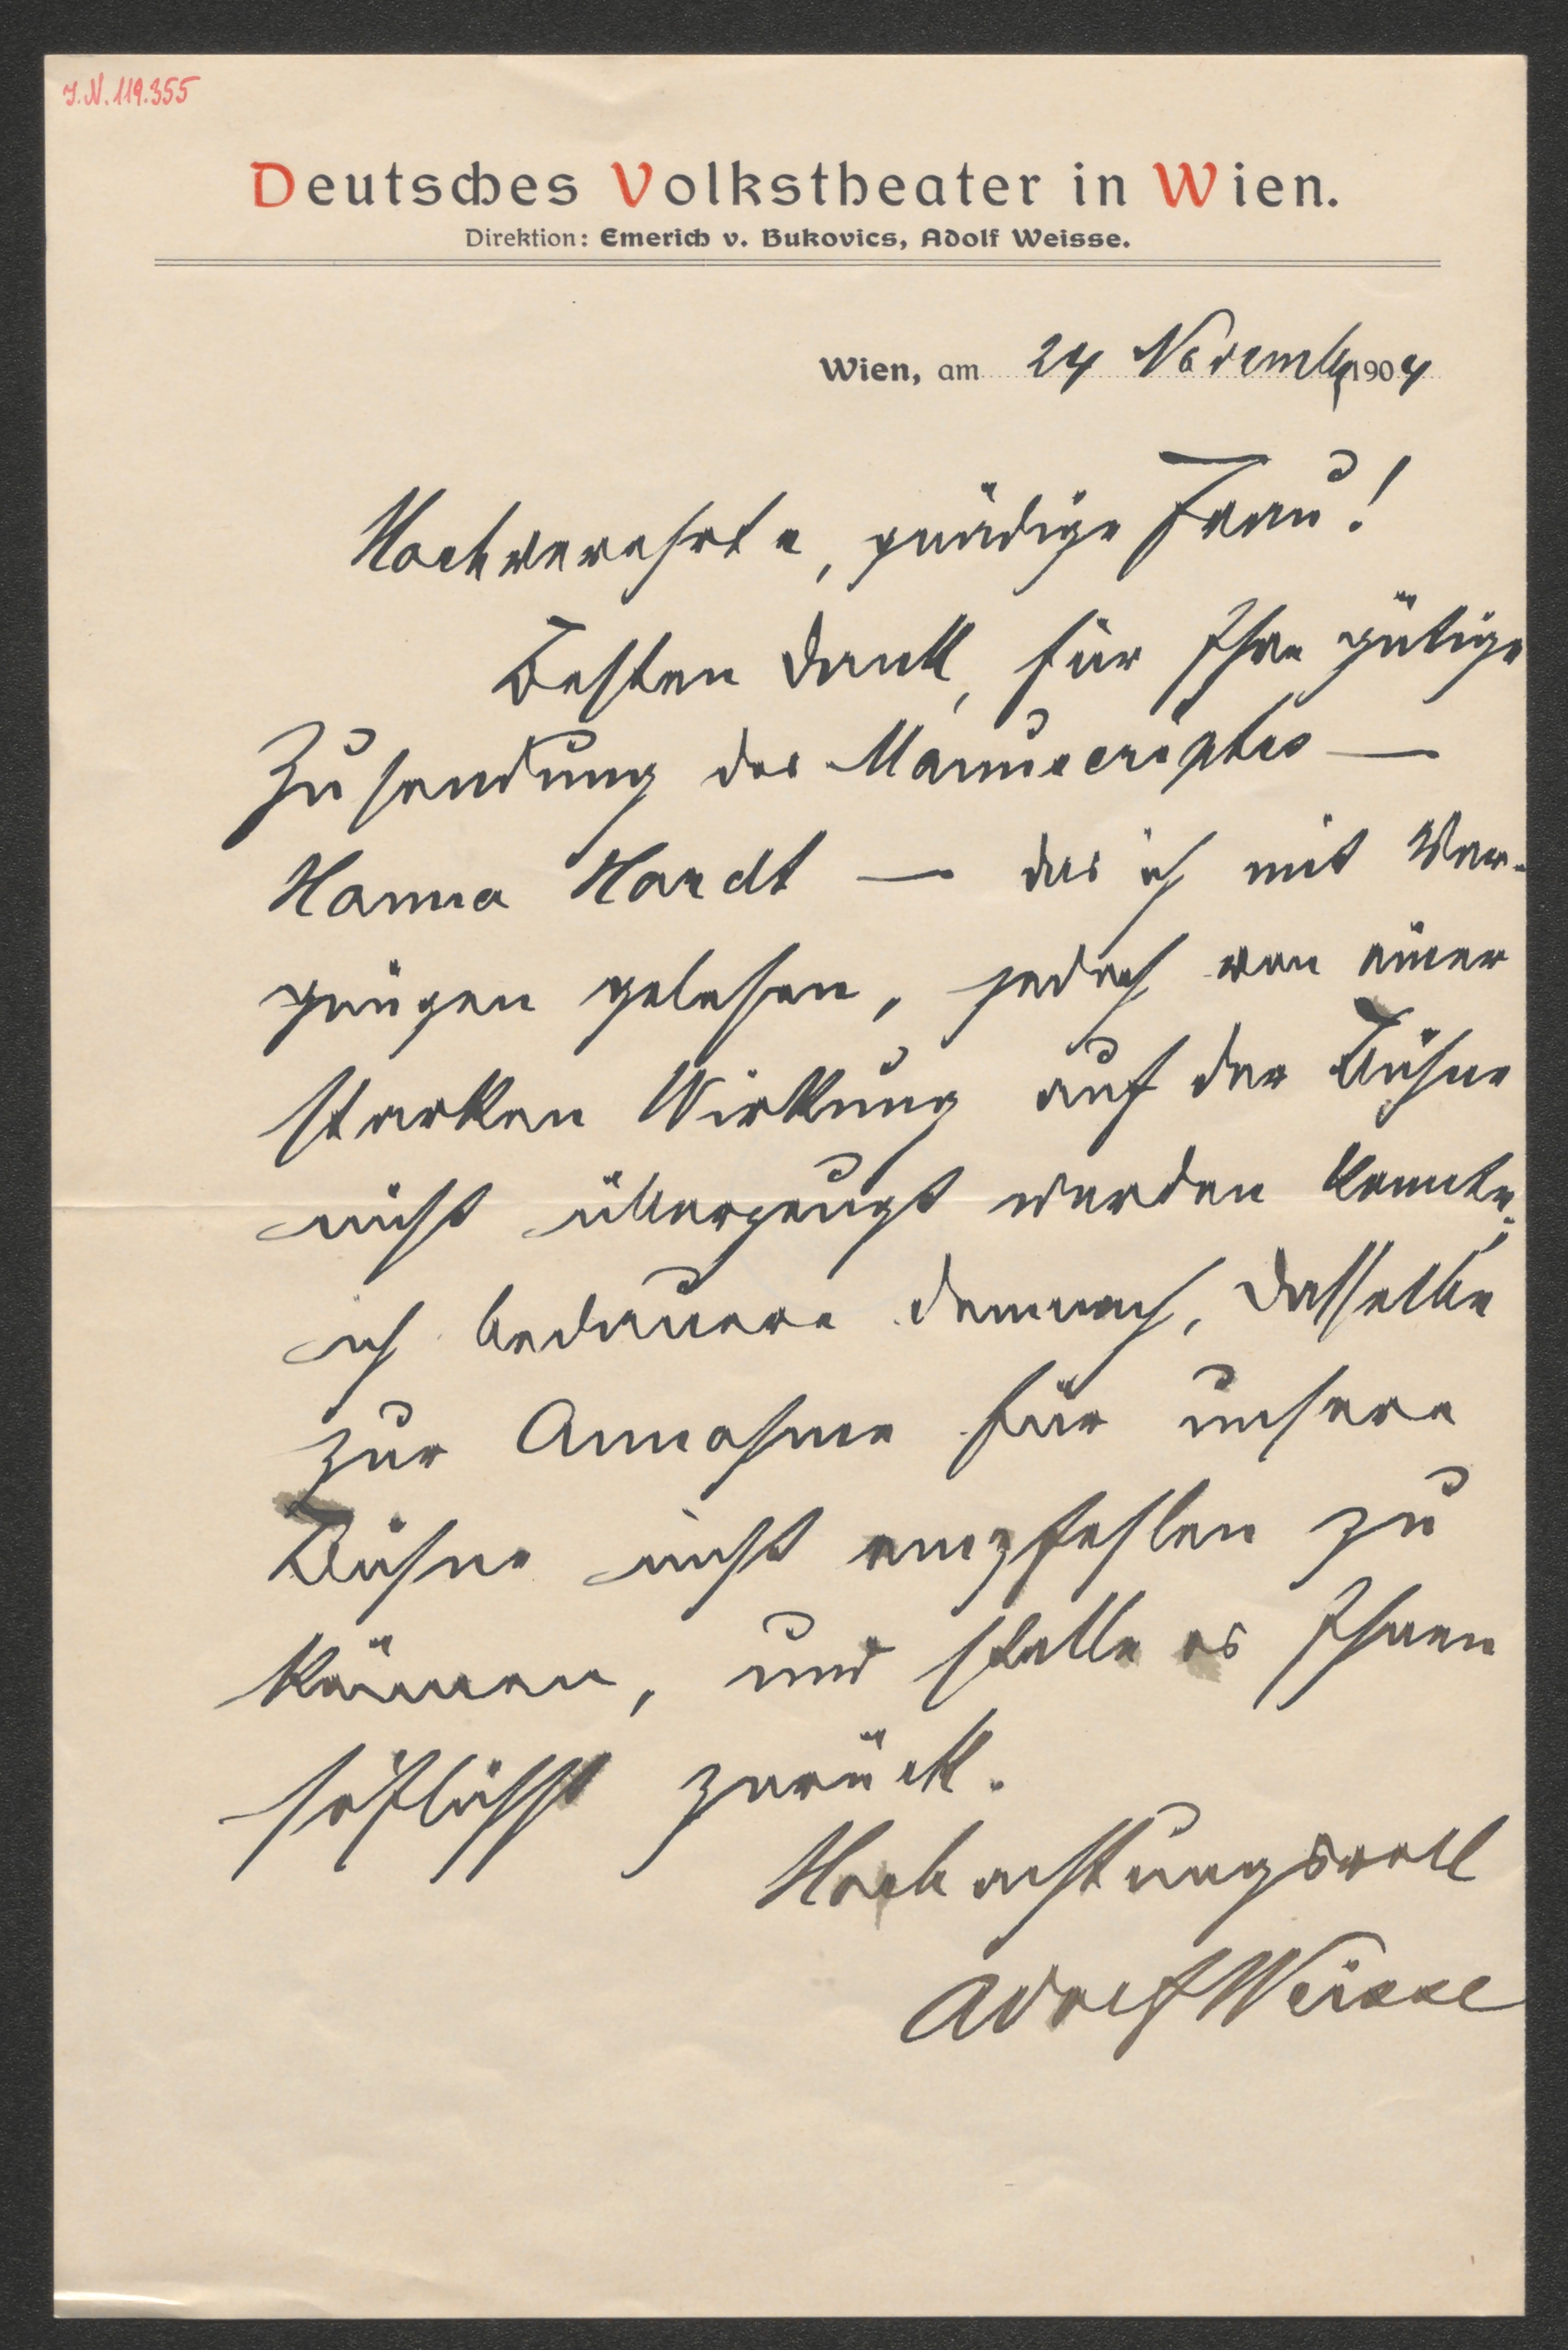 J.N. 119.355
Deutsches Volkstheater in Wien.
Direktion: Emerich v. Bukovics, Adolf Weisse.
Wien, am 24 Novemb 1904
Hochverehrte, gnädige Frau!
Besten Dank, für Ihre gütige
Zusendung des Manuscriptes —
Hanna Hardt — das ich mit Ver-
gnügen gelesen, jedoch von einer
starken Wirkung auf der Bühne
nicht überzeugt werden konnte;
ich bedauere demnach, dasselbe
zur Annahme für unsere
Bühne nicht empfehlen zu
können, und stelle es Ihnen
höflichst zurück.
Hochachtungsvoll
Adolf Weisse